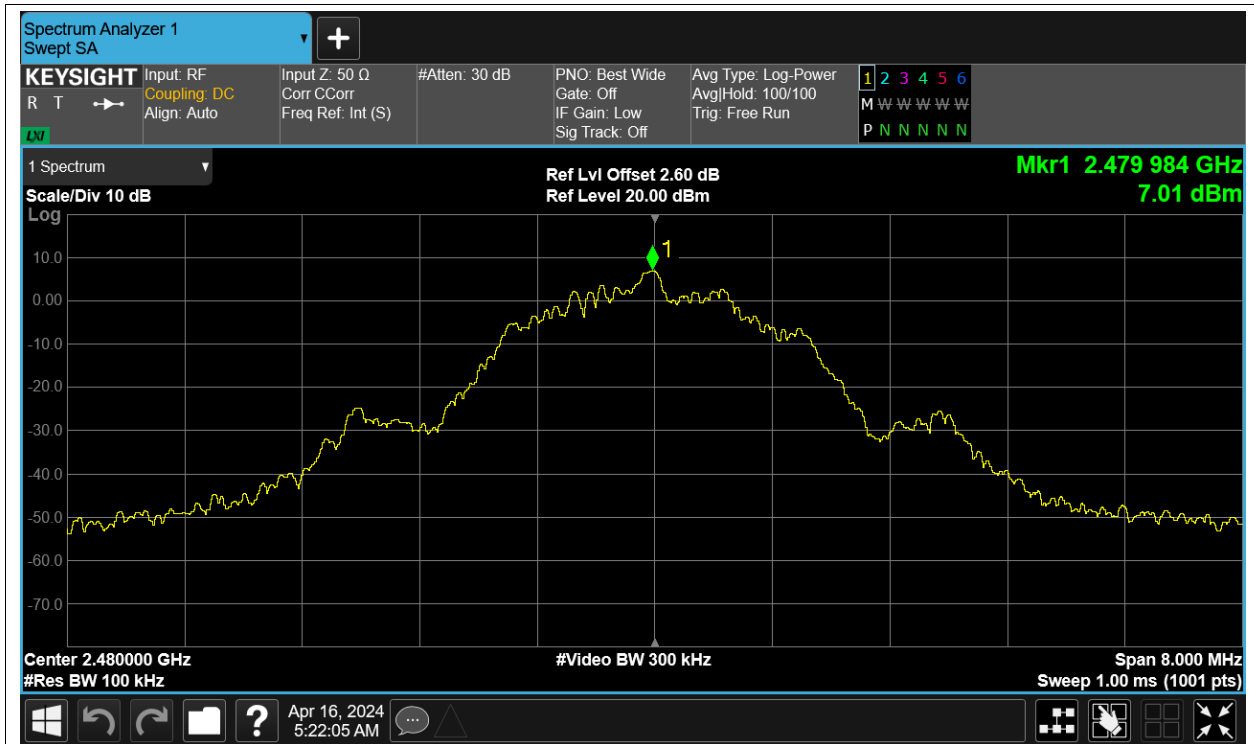 Spectrum Analyzer 1
Swept SA
KEYSIGHT
R T
LXI
Input: RF
Coupling: DC
Align: Auto
Input Z: 50 Ω
Corr CCorr
Freq Ref: Int (S)
#Atten: 30 dB
PNO: Best Wide
Gate: Off
IF Gain: Low
Sig Track: Off
Avg Type: Log-Power
Avg|Hold: 100/100
Trig: Free Run
1 2 3 4 5 6
M W W W W W
P N N N N N
1 Spectrum
Scale/Div 10 dB
Log
Ref Lvl Offset 2.60 dB
Ref Level 20.00 dBm
Mkr1 2.479 984 GHz
7.01 dBm
1
10.0
0.00
-10.0
-20.0
-30.0
-40.0
-50.0
-60.0
-70.0
Center 2.480000 GHz
#Res BW 100 kHz
#Video BW 300 kHz
Span 8.000 MHz
Sweep 1.00 ms (1001 pts)
?
Apr 16, 2024
5:22:05 AM